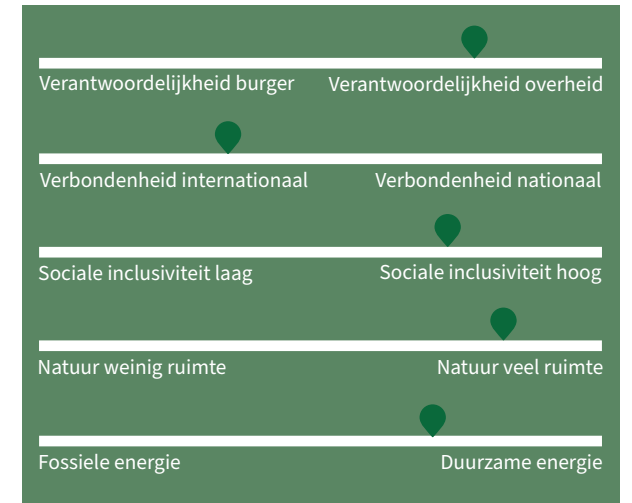 Verantwoordelijkheid burger Verantwoordelijkheid overheid
Verbondenheid internationaal Verbondenheid nationaal
Sociale inclusiviteit laag Sociale inclusiviteit hoog
Natuur weinig ruimte Natuur veel ruimte
Fossiele energie Duurzame energie